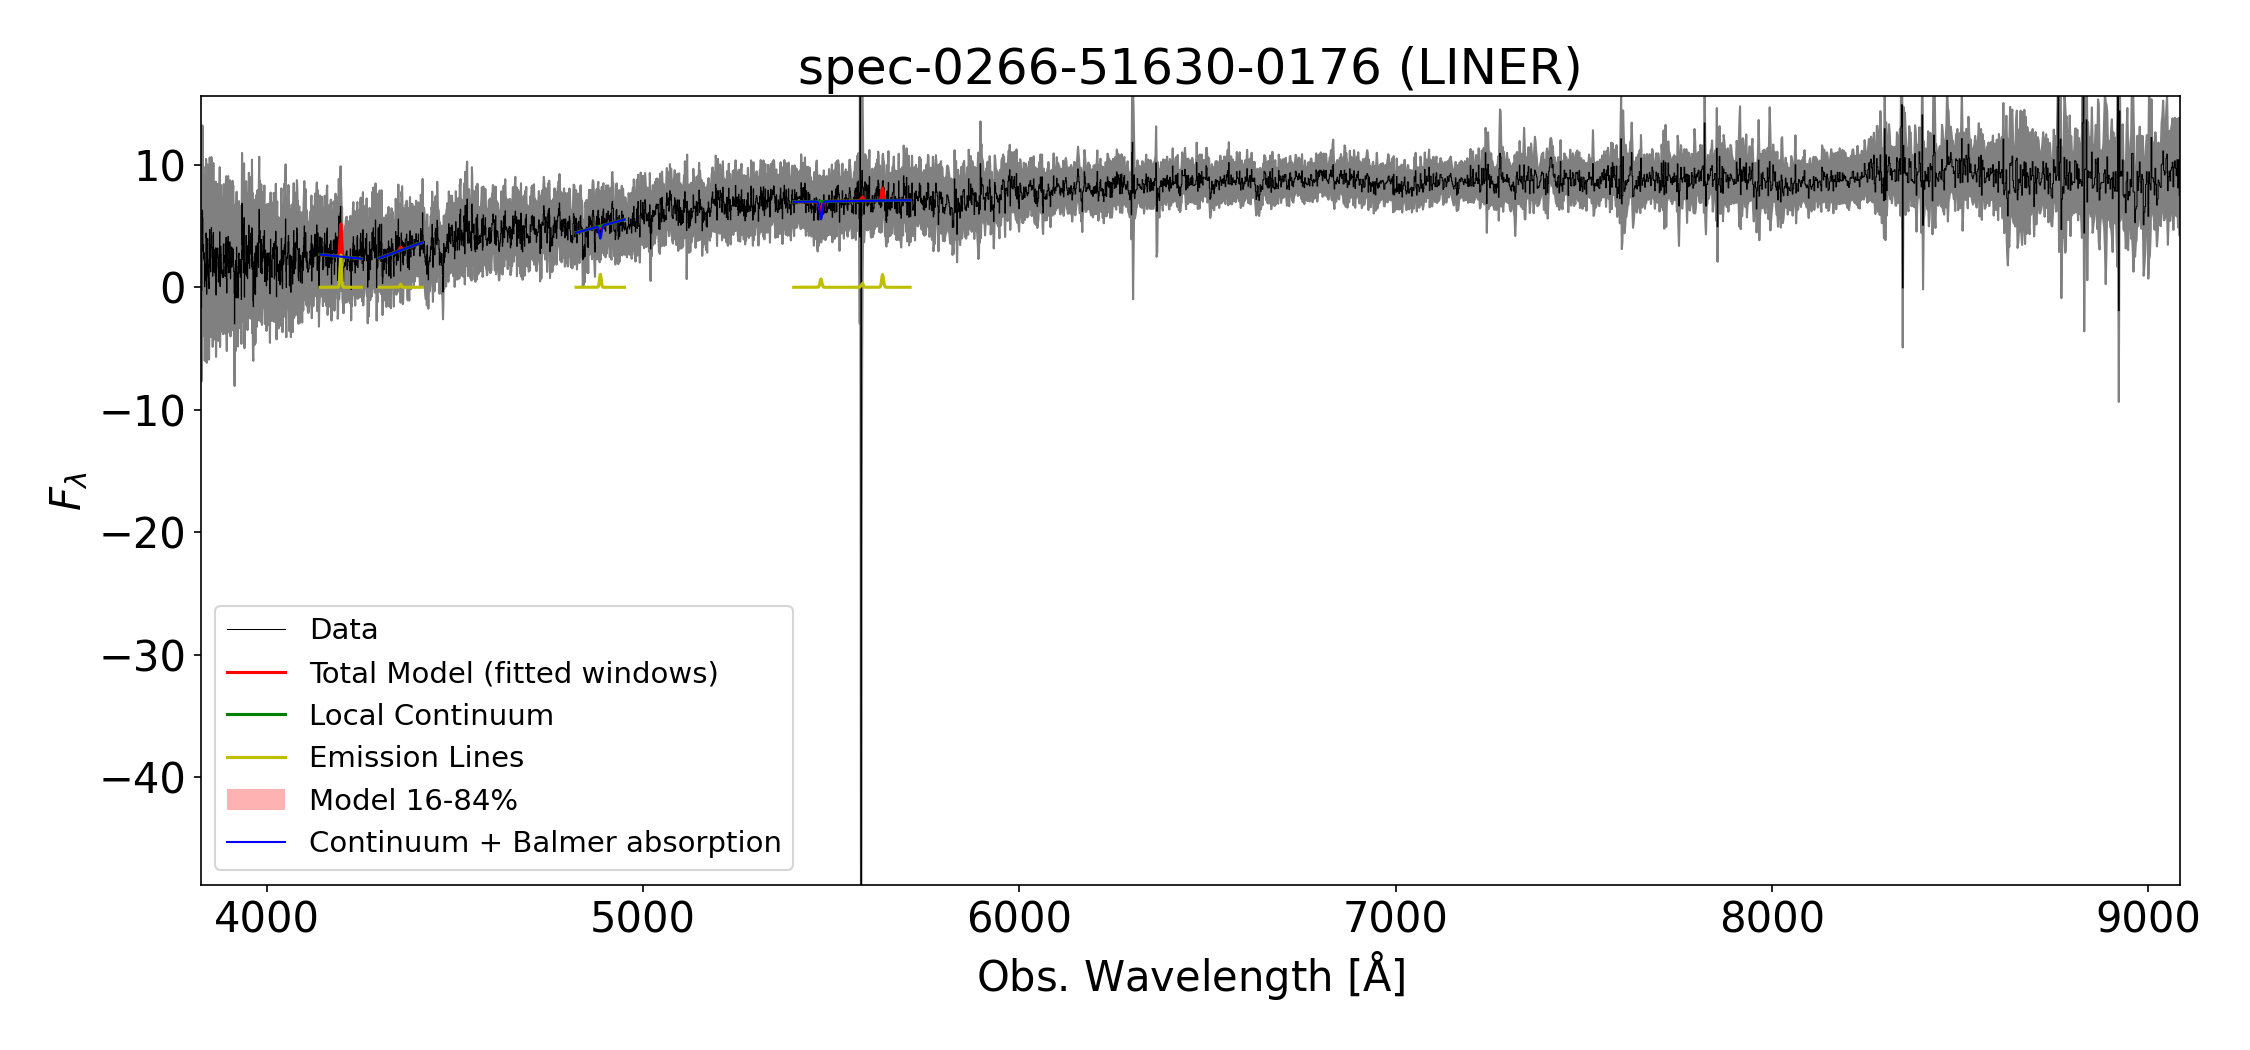 spec-0266-51630-0176 (LINER)
10
0
−10
−20
−30
−40
Fλ
Data
Total Model (fitted windows)
Local Continuum
Emission Lines
Model 16-84%
Continuum + Balmer absorption
4000 5000 6000 7000 8000 9000
Obs. Wavelength [Å]